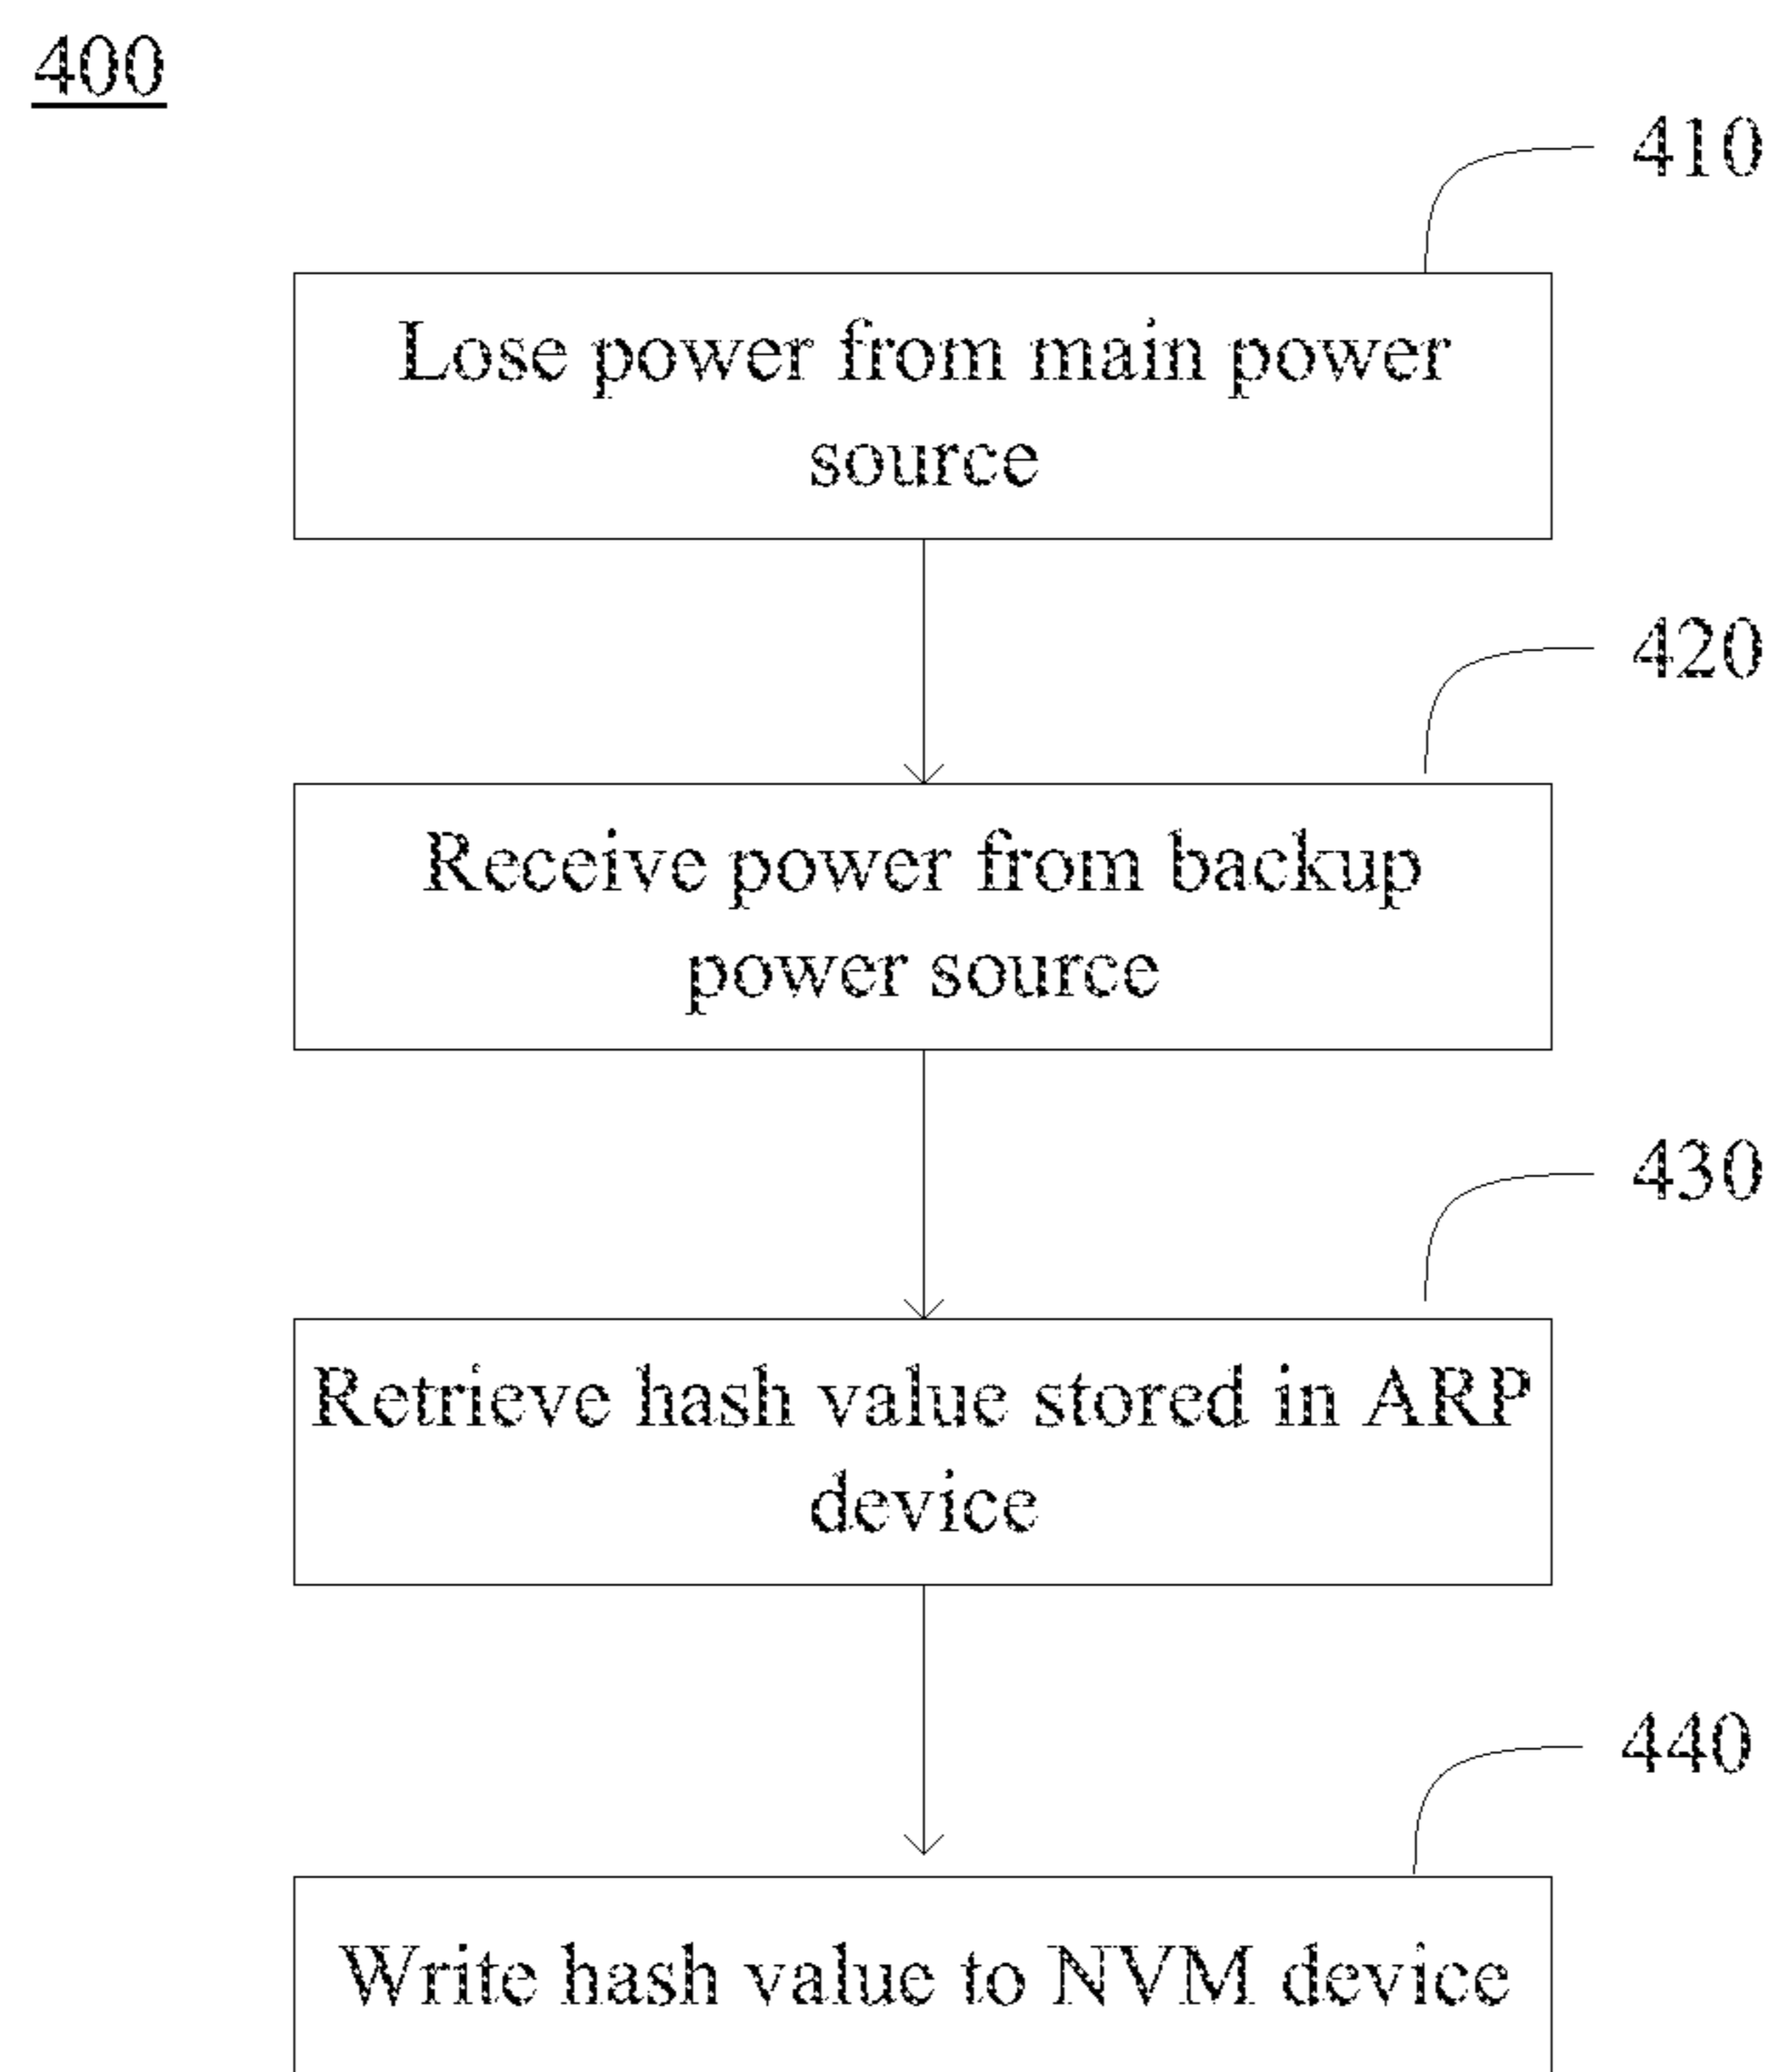 400
410
Lose power from main power
source
420
Receive power from backup
power source
430
Retrieve hash value stored in ARP
device
440
Write hash value to NVM device